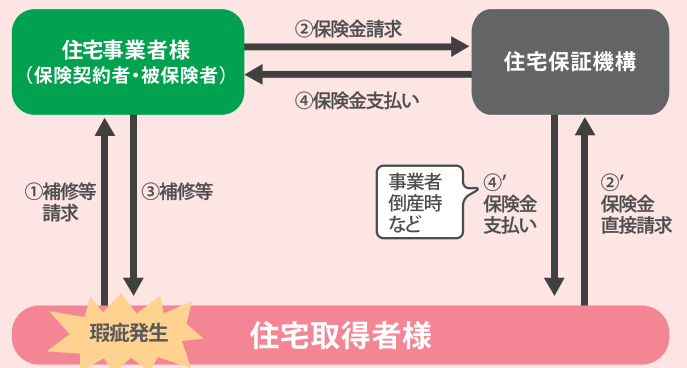 住宅事業者様
（保険契約者・被保険者）
②保険金請求
④保険金支払い
住宅保証機構
①補修等
請求
③補修等
事業者
倒産時
など
④′
保険金
支払い
②′
保険金
直接請求
瑕疵発生
住宅取得者様